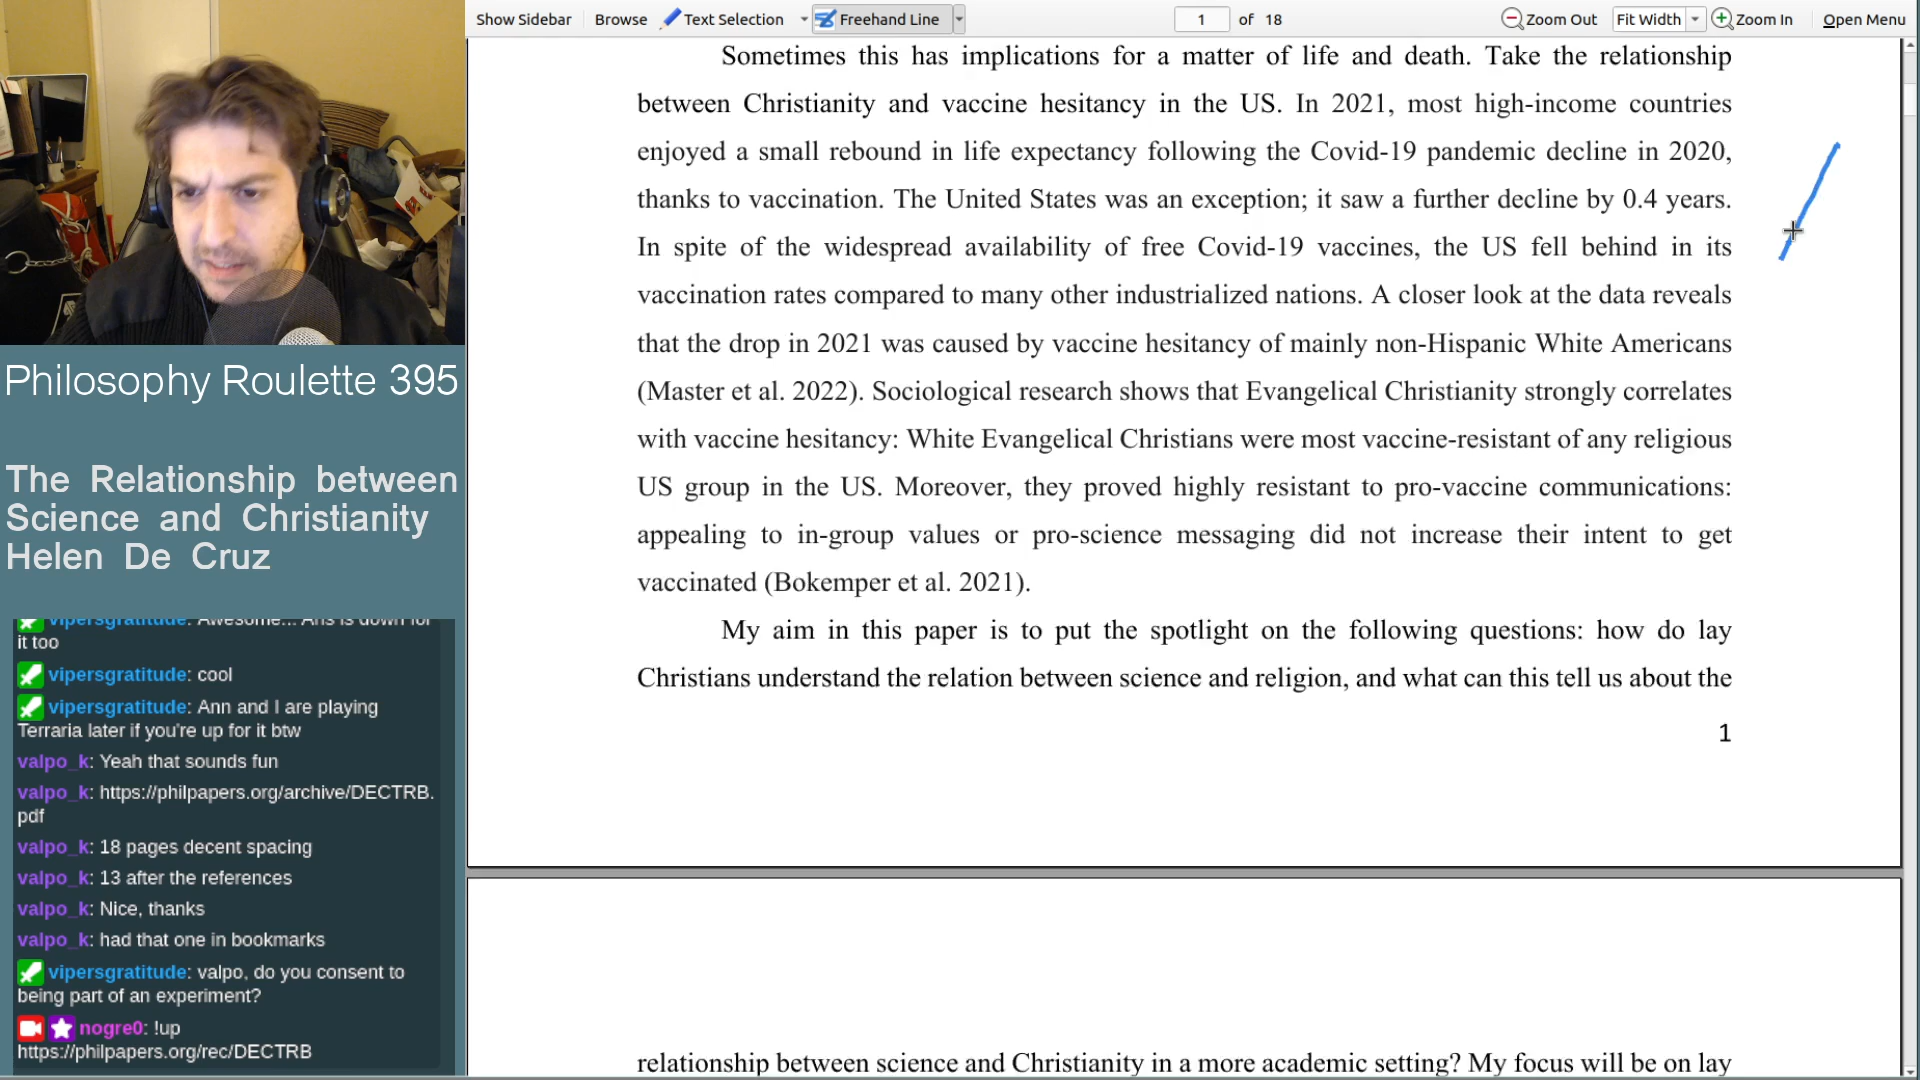 Show Sidebar Browse Text Selection Freehand Line 1 of 18 Zoom Out Fit Width Zoom In Open Menu
Sometimes this has implications for a matter of life and death. Take the relationship
between Christianity and vaccine hesitancy in the US. In 2021, most high-income countries
enjoyed a small rebound in life expectancy following the Covid-19 pandemic decline in 2020,
thanks to vaccination. The United States was an exception; it saw a further decline by 0.4 years.
In spite of the widespread availability of free Covid-19 vaccines, the US fell behind in its
vaccination rates compared to many other industrialized nations. A closer look at the data reveals
that the drop in 2021 was caused by vaccine hesitancy of mainly non-Hispanic White Americans
(Master et al. 2022). Sociological research shows that Evangelical Christianity strongly correlates
with vaccine hesitancy: White Evangelical Christians were most vaccine-resistant of any religious
US group in the US. Moreover, they proved highly resistant to pro-vaccine communications:
appealing to in-group values or pro-science messaging did not increase their intent to get
vaccinated (Bokemper et al. 2021).
My aim in this paper is to put the spotlight on the following questions: how do lay
Christians understand the relation between science and religion, and what can this tell us about the
1
relationship between science and Christianity in a more academic setting? My focus will be on lay
Philosophy Roulette 395
The Relationship between
Science and Christianity
Helen De Cruz
vipersgratitude: Awesome... Ans is down for
it too
vipersgratitude: cool
vipersgratitude: Ann and I are playing
Terraria later if you're up for it btw
valpo_k: Yeah that sounds fun
valpo_k: https://philpapers.org/archive/DECTRB.
pdf
valpo_k: 18 pages decent spacing
valpo_k: 13 after the references
valpo_k: Nice, thanks
valpo_k: had that one in bookmarks
vipersgratitude: valpo, do you consent to
being part of an experiment?
nogre0: !up
https://philpapers.org/rec/DECTRB